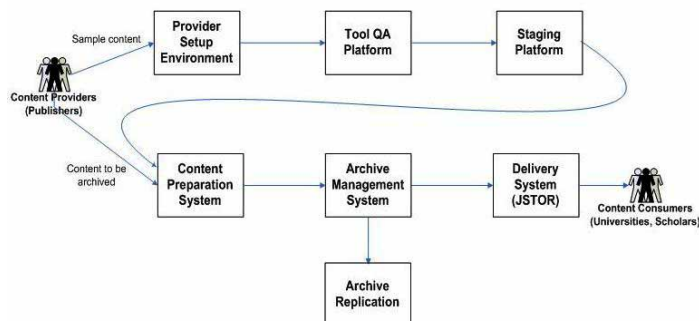 Sample content
Provider
Setup
Environment
Tool QA
Platform
Staging
Platform
Content Providers
(Publishers)
Content to be
archived
Content
Preparation
System
Archive
Management
System
Delivery
System
(JSTOR)
Content Consumers
(Universities, Scholars)
Archive
Replication